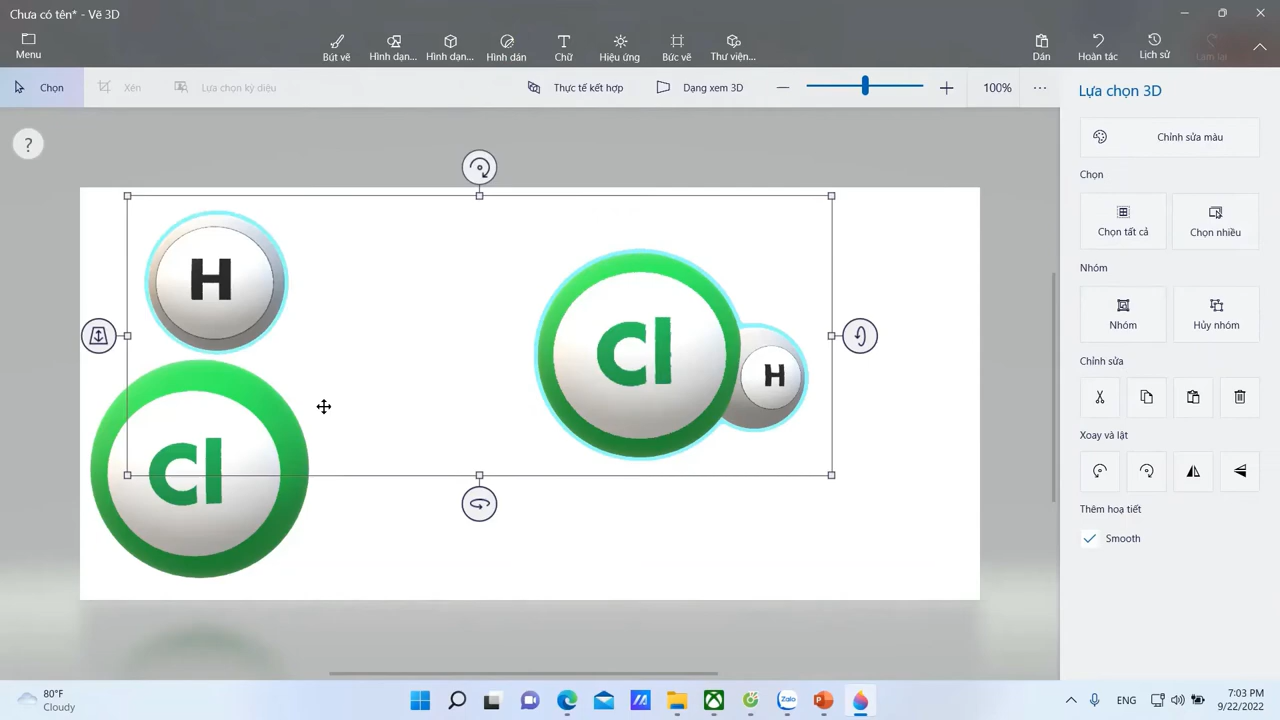 Chưa có tên* - Vẽ 3D
Menu
Bút vẽ
Hình dạn...
Hình dạn...
Hình dán
Chữ
Hiệu ứng
Bức vẽ
Thư viện...
Dán
Hoàn tác
Lịch sử
Làm lại
Chọn
Xén
Lựa chọn kỳ diệu
Thực tế kết hợp
Dạng xem 3D
100%
Lựa chọn 3D
?
Chỉnh sửa màu
Chọn
Chọn tất cả
Chọn nhiều
Nhóm
Nhóm
Hủy nhóm
Chỉnh sửa
Xoay và lật
Thêm hoạ tiết
Smooth
H
Cl
H
Cl
80°F
Cloudy
Zalo
ENG
7:03 PM
9/22/2022